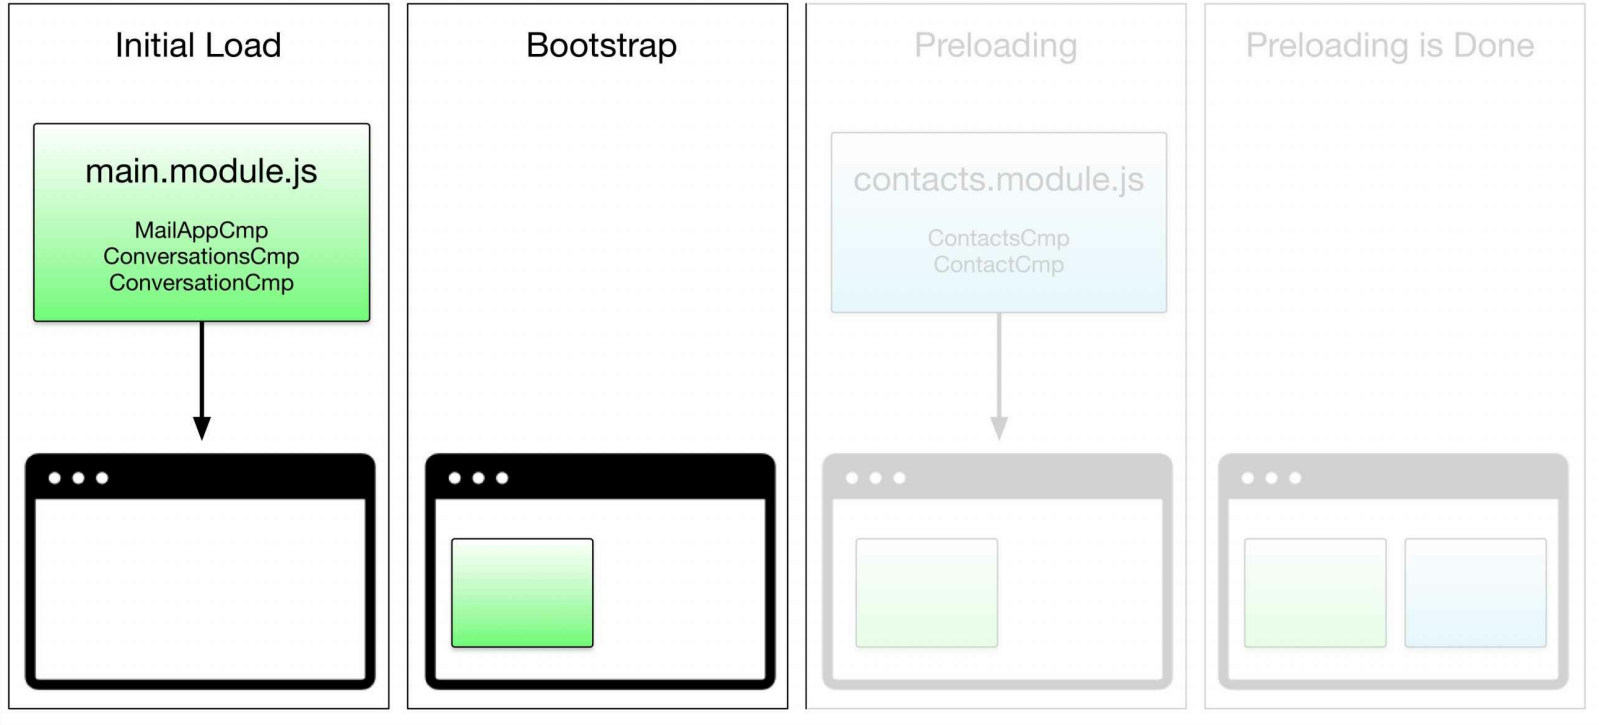 Initial Load
main.module.js
MailAppCmp
ConversationsCmp
ConversationCmp
Bootstrap
Preloading
contacts.module.js
ContactsCmp
ContactCmp
Preloading is Done